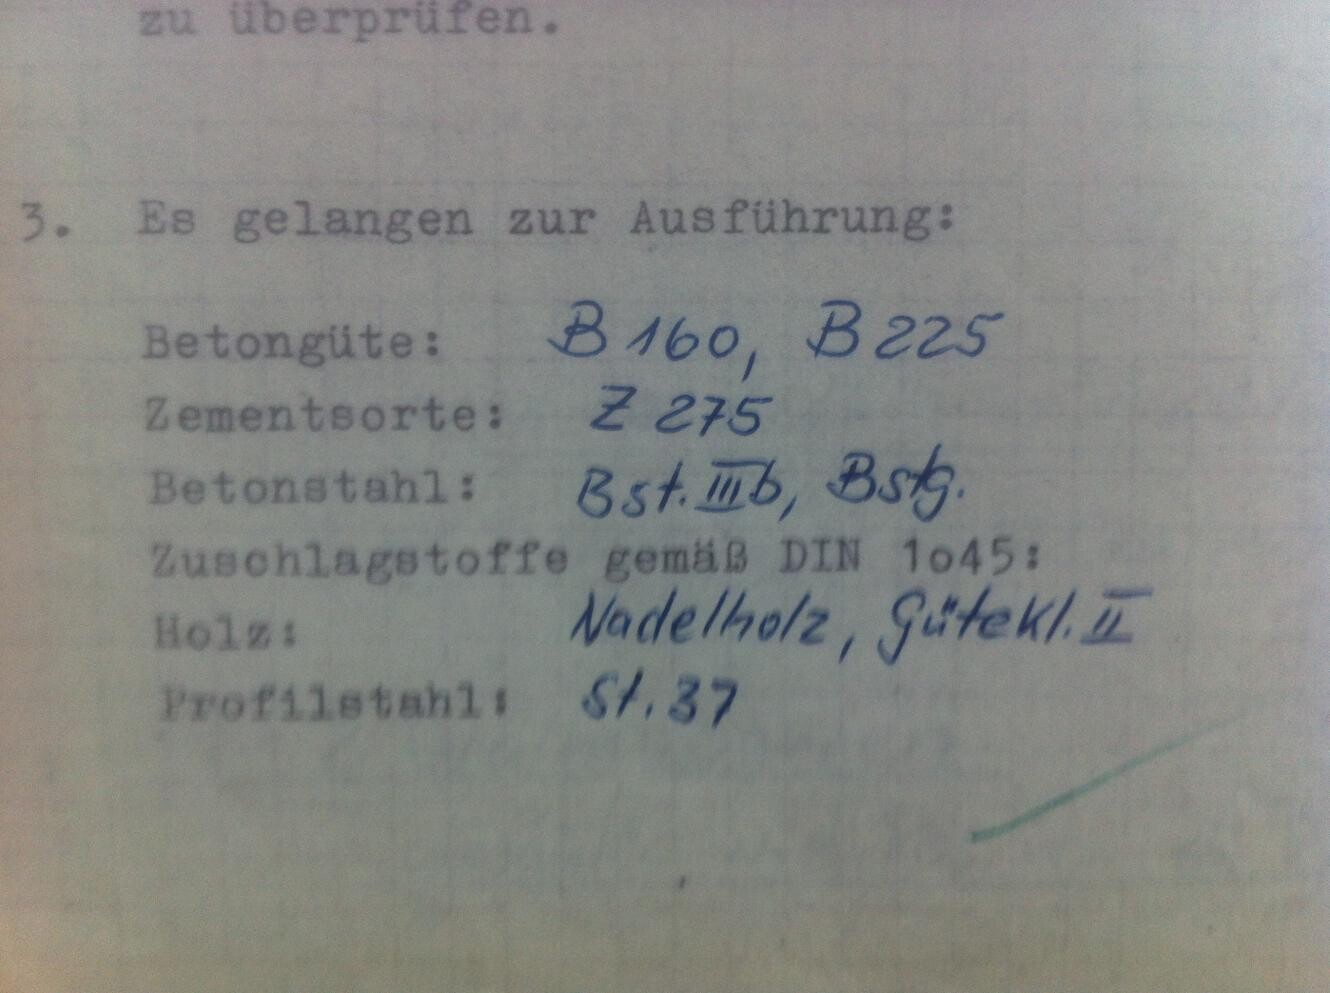 zu überprüfen.
3. Es gelangen zur Ausführung:
Betongüte: B 160, B 225
Zementsorte: Z 275
Betonstahl: Bst. III b, Bstg.
Zuschlagstoffe gemäß DIN 1o45:
Holz: Nadelholz, Gütekl. II
Profilstahl: St. 37